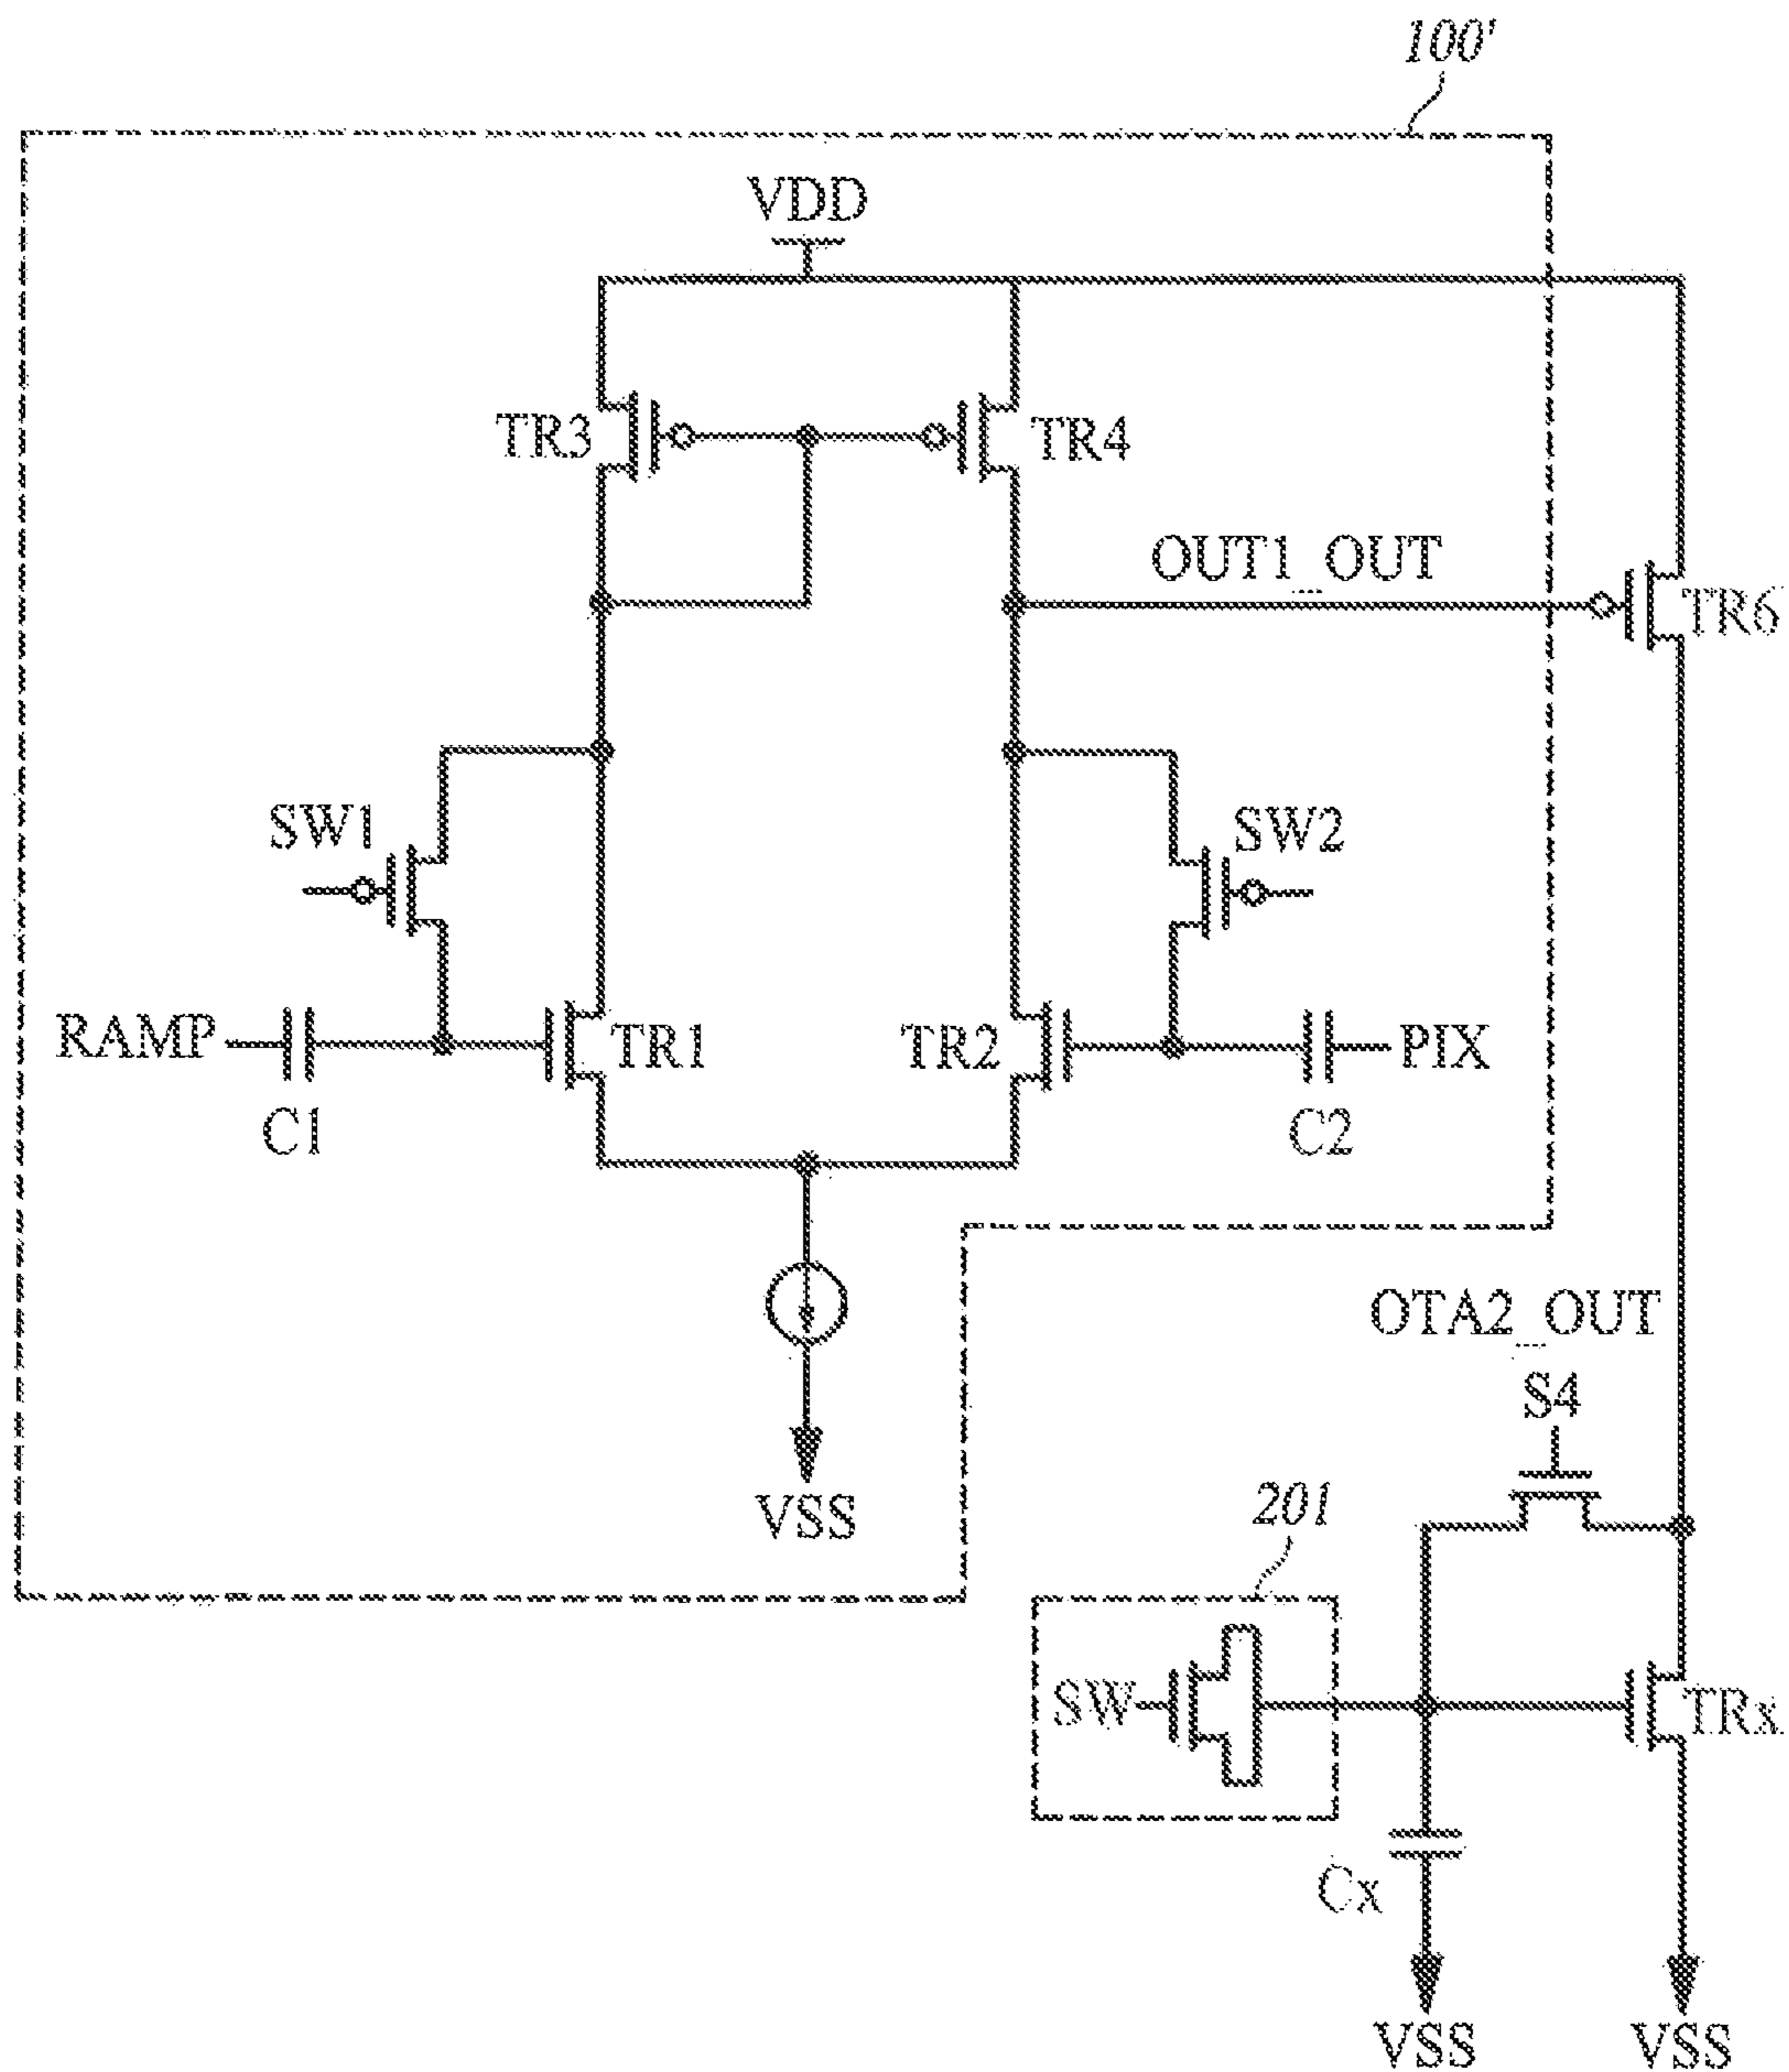 100'
VDD
TR3
TR4
OUT1_OUT
TR6
SW1
SW2
RAMP
TR1
TR2
PIX
C1
C2
OTA2_OUT
S4
VSS
201
SW
TRx
Cx
VSS
VSS